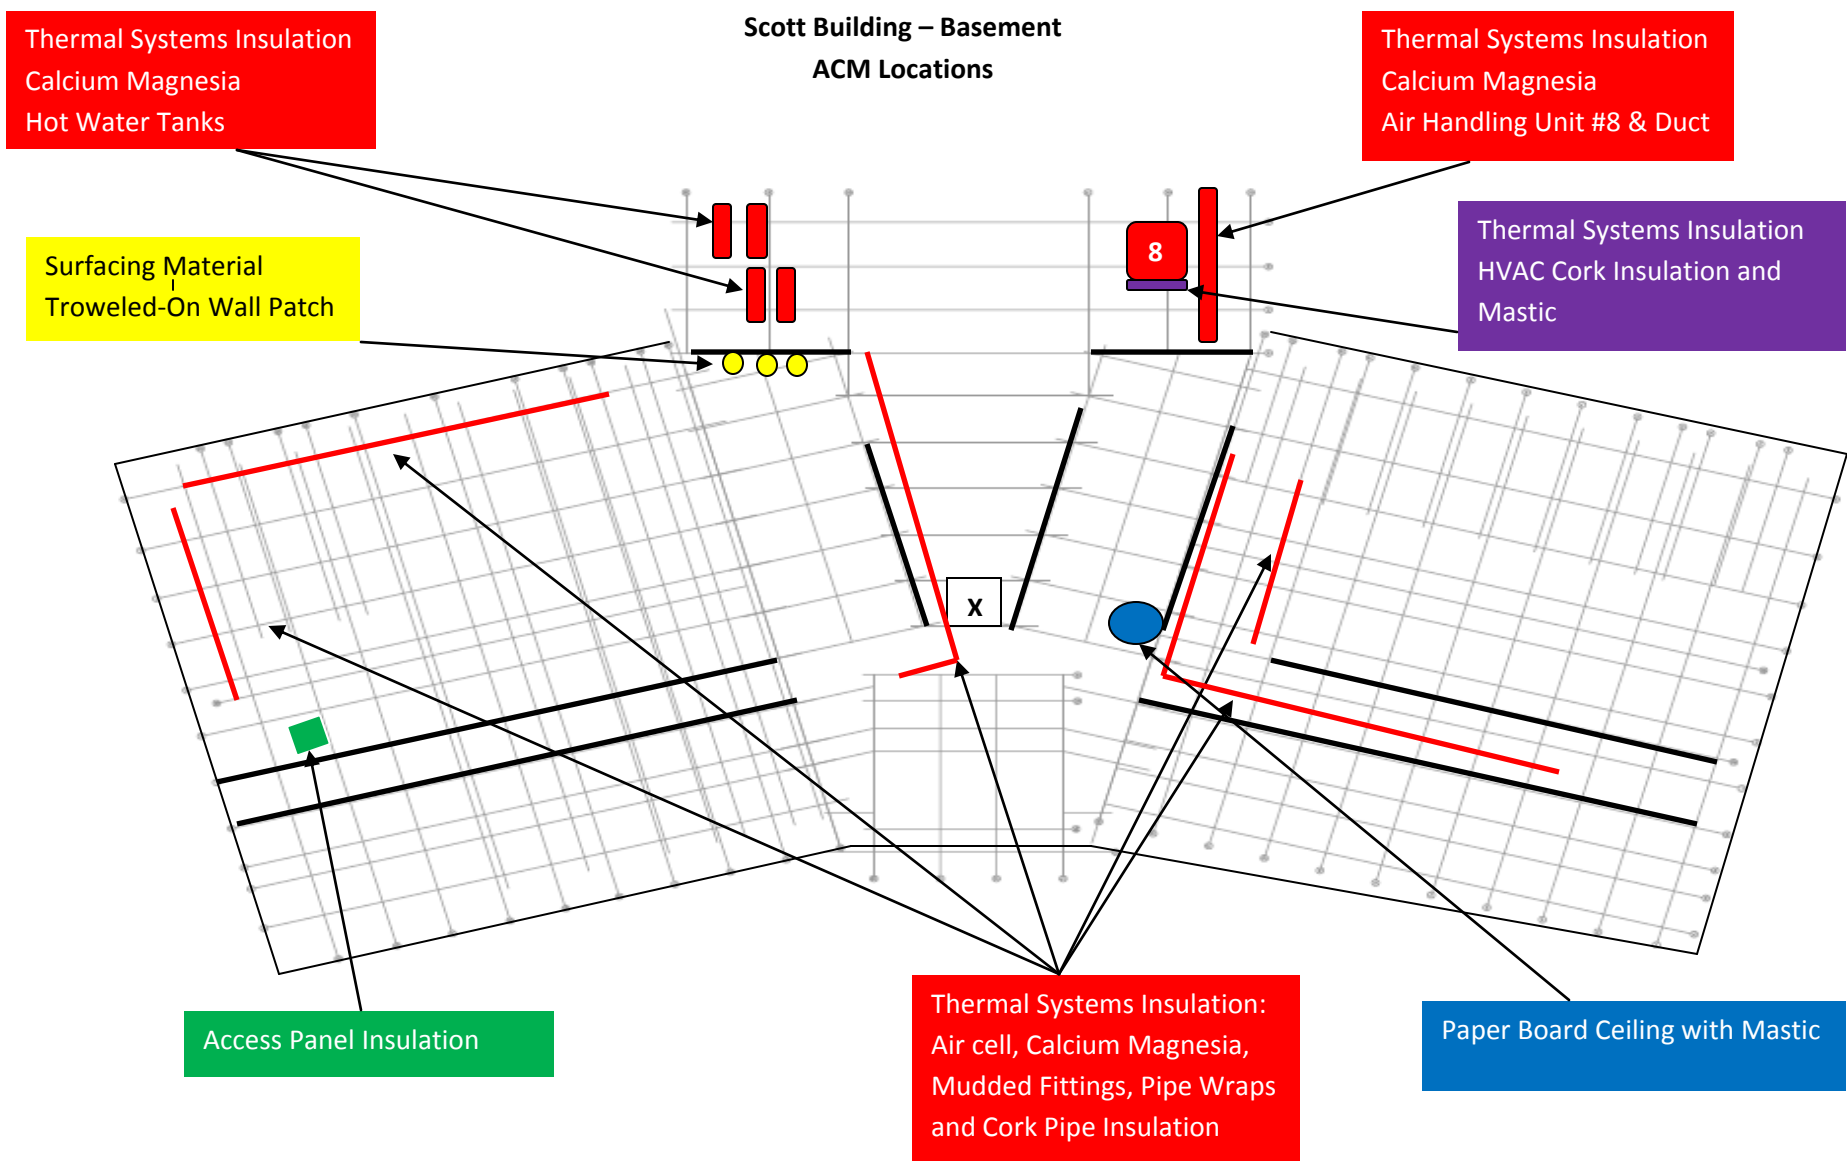 Scott Building – Basement
ACM Locations
Thermal Systems Insulation
Calcium Magnesia
Hot Water Tanks
Thermal Systems Insulation
Calcium Magnesia
Air Handling Unit #8 & Duct
Surfacing Material
Troweled-On Wall Patch
Thermal Systems Insulation
HVAC Cork Insulation and
Mastic
8
X
Access Panel Insulation
Thermal Systems Insulation:
Air cell, Calcium Magnesia,
Mudded Fittings, Pipe Wraps
and Cork Pipe Insulation
Paper Board Ceiling with Mastic